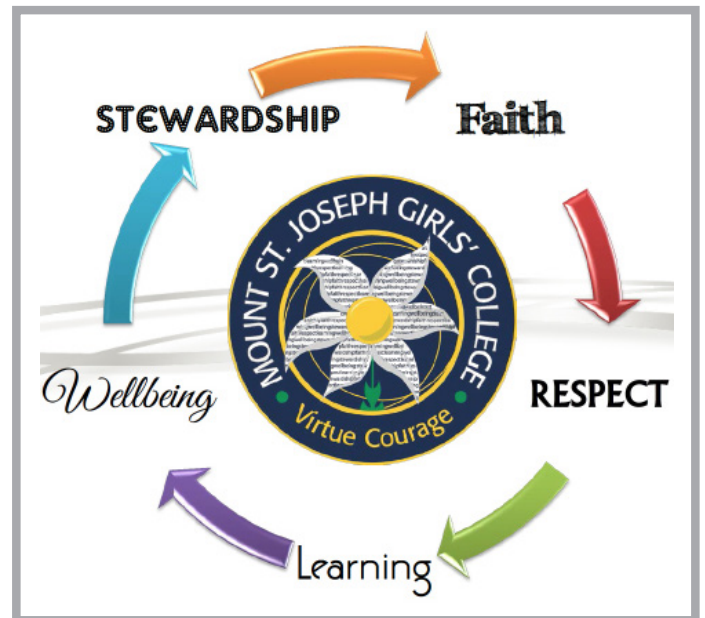 STEWARDSHIP
Faith
MOUNT ST. JOSEPH GIRLS' COLLEGE
Wellbeing
RESPECT
Virtue Courage
Learning